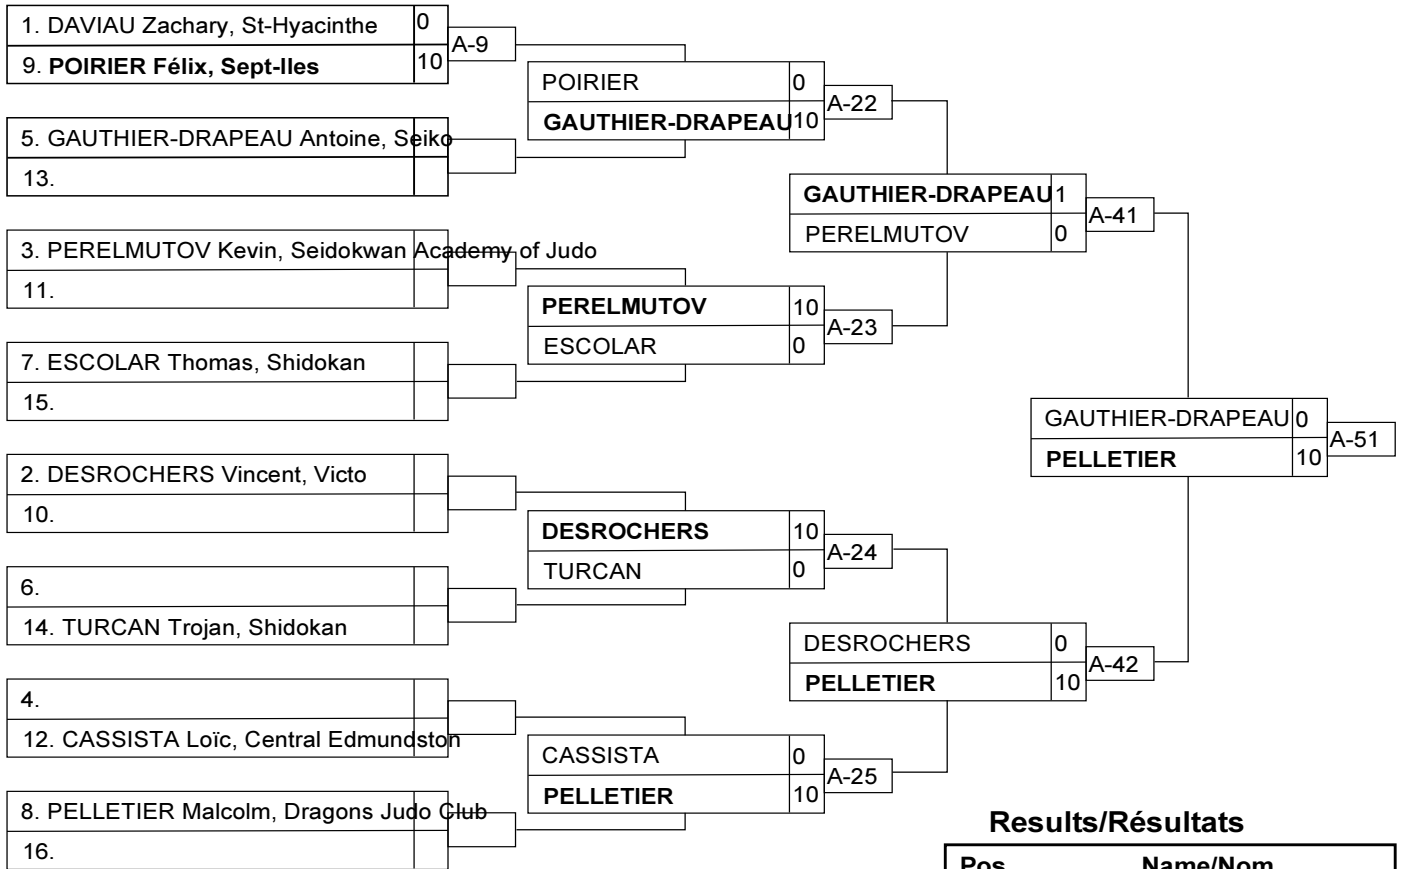 1. DAVIAU Zachary, St-Hyacinthe 0
9. POIRIER Félix, Sept-Iles 10
A-9
5. GAUTHIER-DRAPEAU Antoine, Seiko
13.
3. PERELMUTOV Kevin, Seidokwan Academy of Judo
11.
7. ESCOLAR Thomas, Shidokan
15.
2. DESROCHERS Vincent, Victo
10.
6.
14. TURCAN Trojan, Shidokan
4.
12. CASSISTA Loïc, Central Edmundston
8. PELLETIER Malcolm, Dragons Judo Club
16.
POIRIER 0
GAUTHIER-DRAPEAU 10
A-22
PERELMUTOV 10
ESCOLAR 0
A-23
DESROCHERS 10
TURCAN 0
A-24
CASSISTA 0
PELLETIER 10
A-25
GAUTHIER-DRAPEAU 1
PERELMUTOV 0
A-41
DESROCHERS 0
PELLETIER 10
A-42
GAUTHIER-DRAPEAU 0
PELLETIER 10
A-51
Results/Résultats
Pos Name/Nom